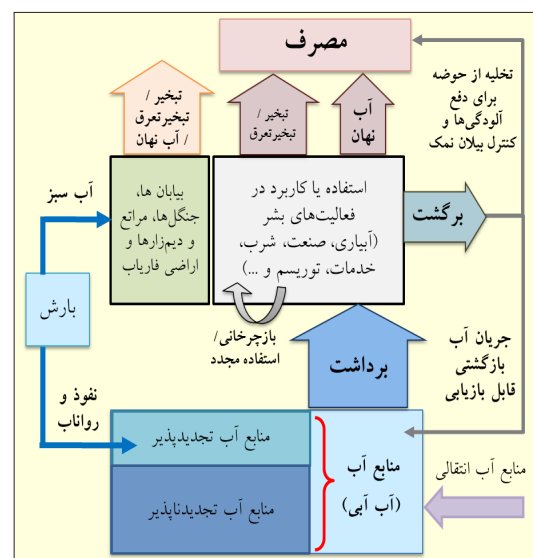 مصرف
تخلیه از حوضه
برای دفع
آلودگی‌ها و
کنترل بیلان نمک
آب
نهان
تبخیر /
تبخیرتعرق
تبخیر /
تبخیرتعرق
/ آب نهان
آب سبز
بیابان ها،
جنگل‌ها، مراتع
و دیم‌زارها و
اراضی فاریاب
استفاده یا کاربرد در
فعالیت‌های بشر
(آبیاری، صنعت، شرب،
خدمات، توریسم و ...)
برگشت
بارش
بازچرخانی/
استفاده مجدد
برداشت
جریان آب
بازگشتی
قابل بازیابی
نفوذ و
رواناب
منابع آب تجدیدپذیر
منابع آب تجدیدناپذیر
منابع آب
(آب آبی)
منابع آب انتقالی